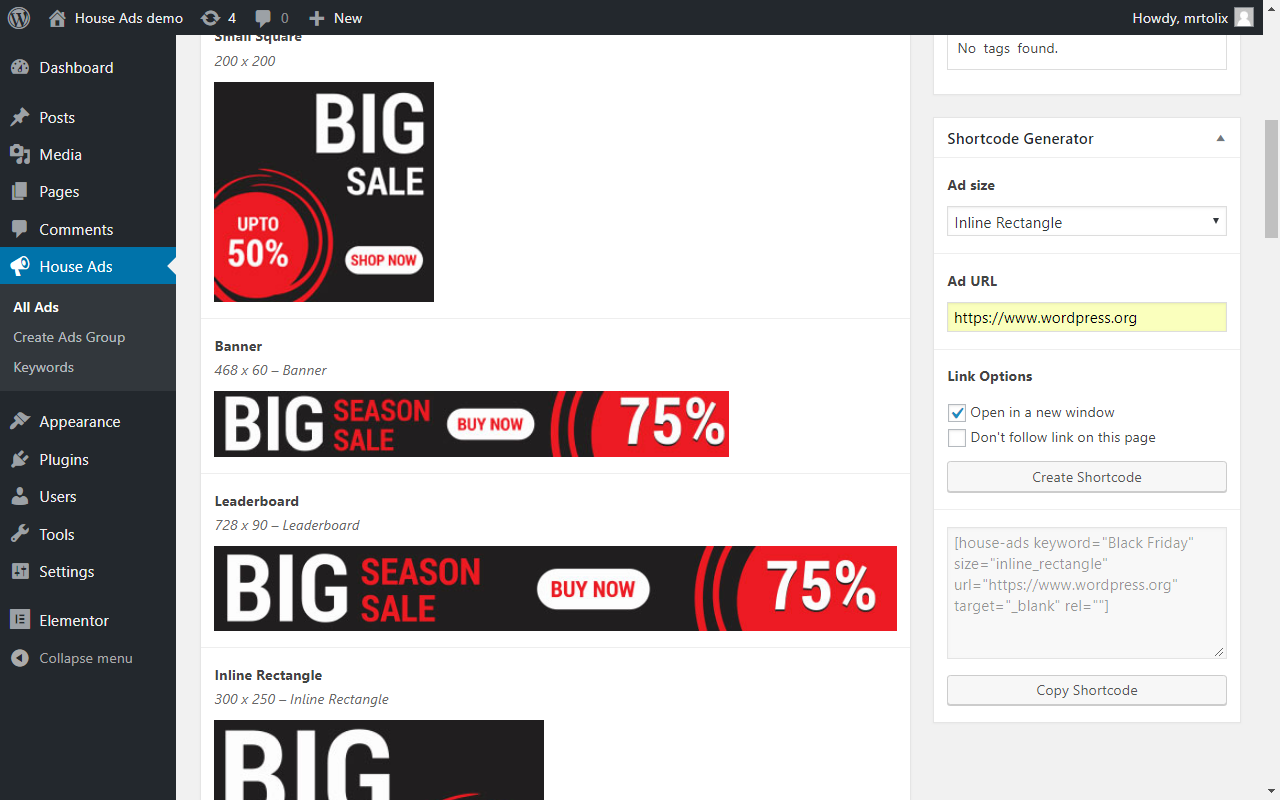 House Ads demo
4
0
New
Howdy, mrtolix
Dashboard
Posts
Media
Pages
Comments
House Ads
All Ads
Create Ads Group
Keywords
Appearance
Plugins
Users
Tools
Settings
Elementor
Collapse menu
Small Square
200 x 200
BIG
SALE
UPTO
50%
SHOP NOW
Banner
468 x 60 – Banner
BIG
SEASON
SALE
BUY NOW
75%
Leaderboard
728 x 90 – Leaderboard
BIG
SEASON
SALE
BUY NOW
75%
Inline Rectangle
300 x 250 – Inline Rectangle
BIG
No tags found.
Shortcode Generator
Ad size
Inline Rectangle
Ad URL
https://www.wordpress.org
Link Options
Open in a new window
Don't follow link on this page
Create Shortcode
[house-ads keyword="Black Friday"
size="inline_rectangle"
url="https://www.wordpress.org"
target="_blank" rel=""]
Copy Shortcode